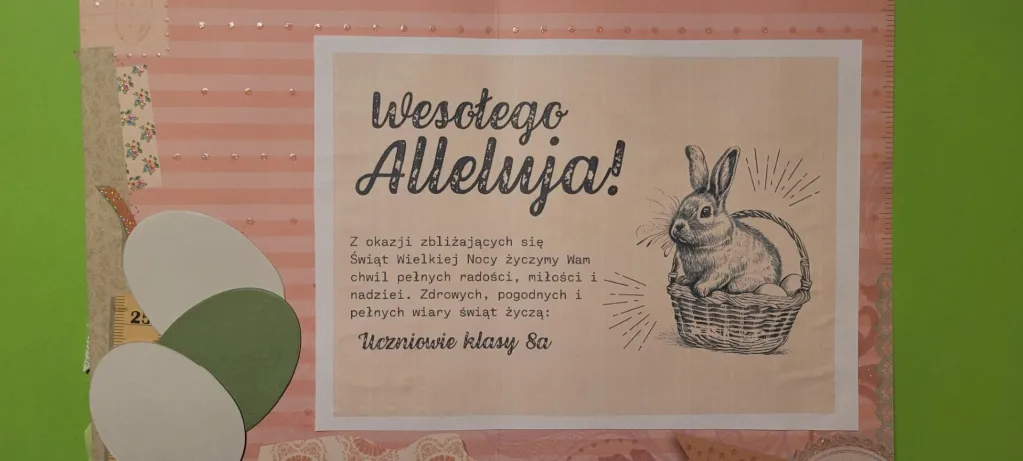 Wesołego
Alleluja!
Z okazji zbliżających się
Świąt Wielkiej Nocy życzymy Wam
chwil pełnych radości, miłości i
nadziei. Zdrowych, pogodnych i
pełnych wiary świąt życzą:
Uczniowie klasy 8a
25